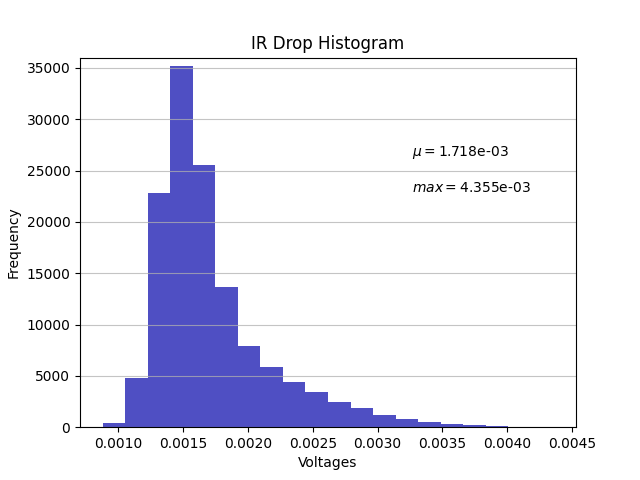 IR Drop Histogram
35000
30000
25000
20000
15000
10000
5000
0
Frequency
μ = 1.718e-03
max = 4.355e-03
0.0010 0.0015 0.0020 0.0025 0.0030 0.0035 0.0040 0.0045
Voltages